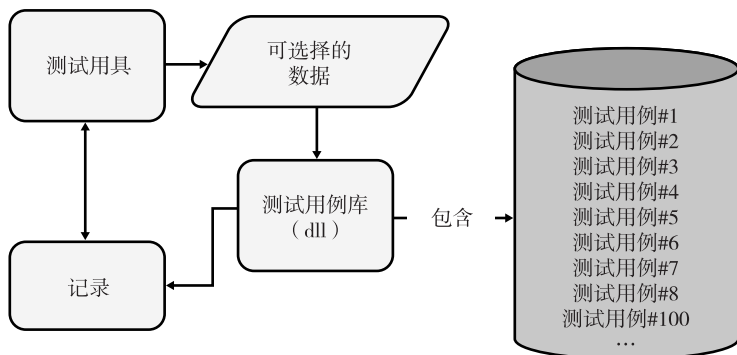 测试用具
可选择的
数据
测试用例库
（dll）
包含
记录
测试用例#1
测试用例#2
测试用例#3
测试用例#4
测试用例#5
测试用例#6
测试用例#7
测试用例#8
测试用例#100
…